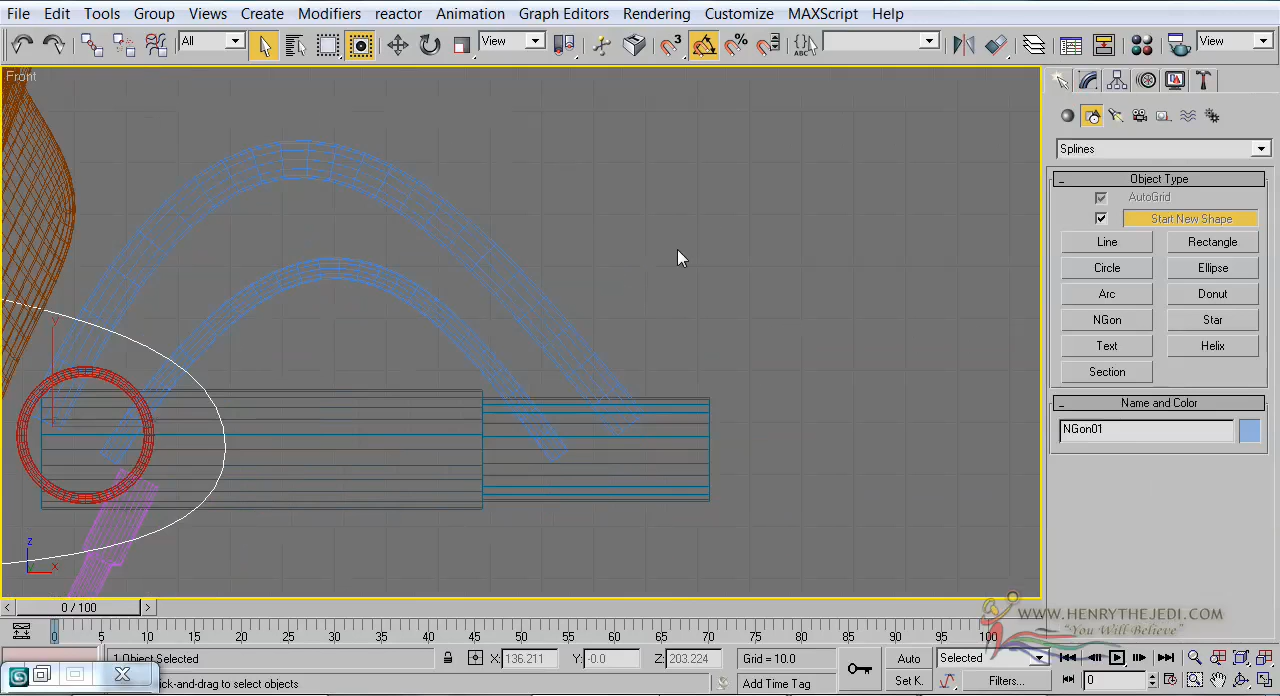 File Edit Tools Group Views Create Modifiers reactor Animation Graph Editors Rendering Customize MAXScript Help
All View 3 % ABC View
Front
Splines
- Object Type
AutoGrid
Start New Shape
Line Rectangle
Circle Ellipse
Arc Donut
NGon Star
Text Helix
Section
- Name and Color
NGon01
y
z
x
< 0 / 100 >
WWW.HENRYTHEJEDI.COM
"You Will Believe"
0 5 10 15 20 25 30 35 40 45 50 55 60 65 70 75 80 85 90 95 100
1 Object Selected X: 136.211 Y: -0.0 Z: 203.224 Grid = 10.0 Auto Selected
ick-and-drag to select objects Add Time Tag Set K. Filters... 0